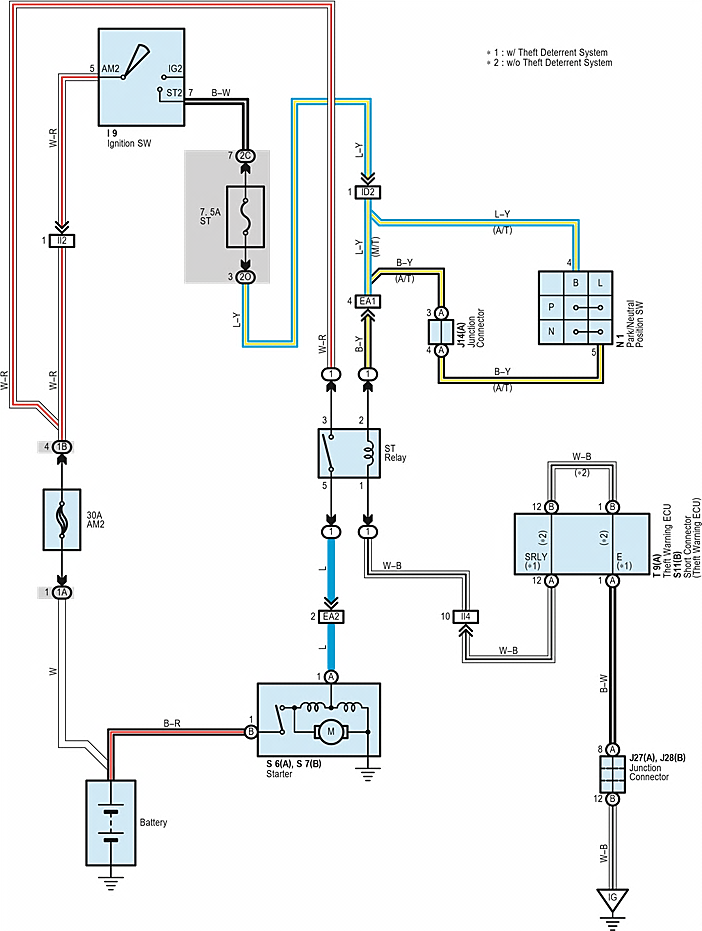 * 1 : w/ Theft Deterrent System
* 2 : w/o Theft Deterrent System
5
AM2
IG2
ST2
7
B–W
I 9
Ignition SW
W–R
7
2C
7. 5A
ST
3
2O
L–Y
W–R
L–Y
1
ID2
L–Y
(A/T)
L–Y
(M/T)
B–Y
(A/T)
4
EA1
B–Y
1
II2
W–R
W–R
4
B
L
P
N
5
N 1
Park/Neutral
Position SW
3
A
J14(A)
Junction
Connector
4
A
B–Y
(A/T)
1
1
3
2
ST
Relay
5
1
1
1
4
1B
30A
AM2
1
1A
W
W–B
(*2)
12
B
1
B
(*2)
(*2)
SRLY
(*1)
E
(*1)
12
A
1
A
T 9(A)
Theft Warning ECU
S11(B)
Short Connector
(Theft Warning ECU)
W–B
10
II4
W–B
L
2
EA2
L
1
A
B–R
1
B
M
S 6(A), S 7(B)
Starter
Battery
B–W
8
A
J27(A), J28(B)
Junction
Connector
12
B
W–B
IG